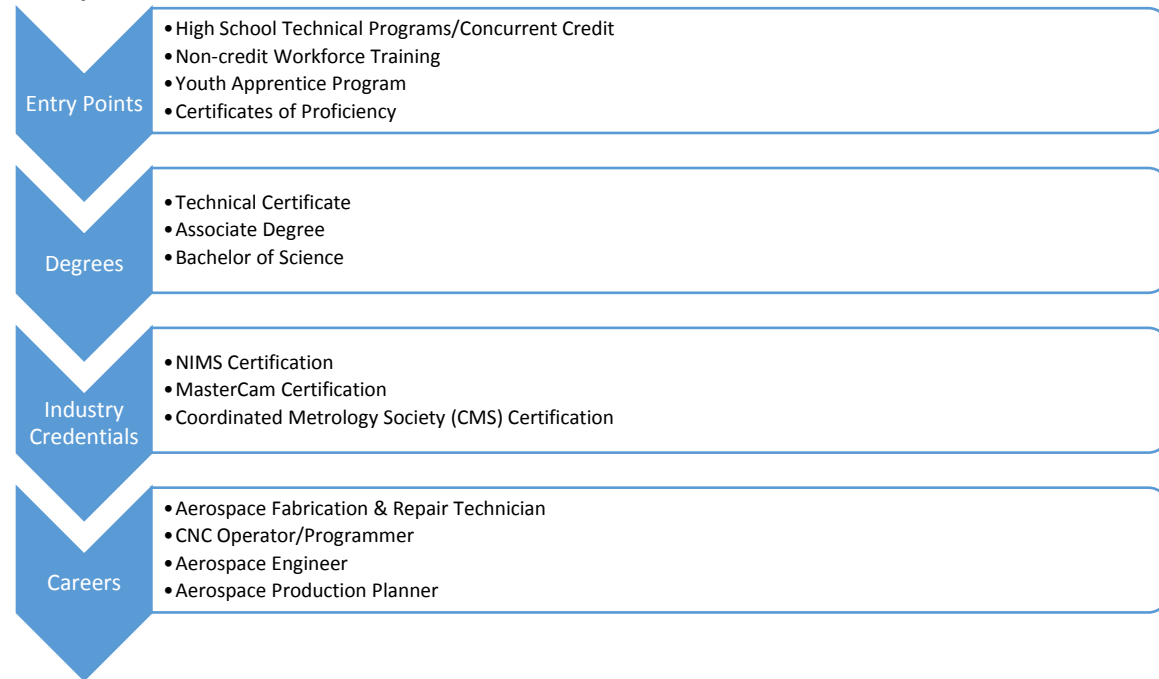 Entry Points
•High School Technical Programs/Concurrent Credit
•Non-credit Workforce Training
•Youth Apprentice Program
•Certificates of Proficiency
Degrees
•Technical Certificate
•Associate Degree
•Bachelor of Science
Industry
Credentials
•NIMS Certification
•MasterCam Certification
•Coordinated Metrology Society (CMS) Certification
Careers
•Aerospace Fabrication & Repair Technician
•CNC Operator/Programmer
•Aerospace Engineer
•Aerospace Production Planner